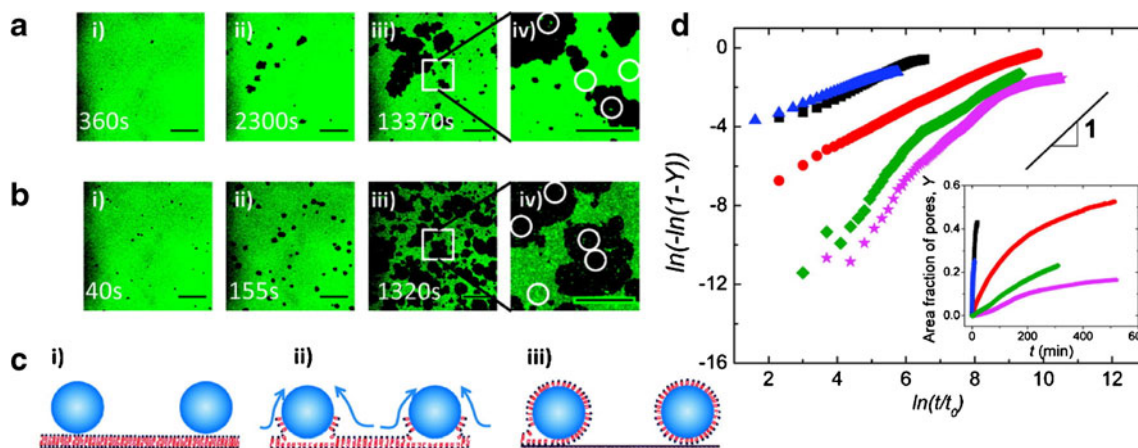 a
i)
ii)
iii)
iv)
360s
2300s
13370s
b
i)
ii)
iii)
iv)
40s
155s
1320s
c
i)
ii)
iii)
d
ln(-ln(1-Y))
0
-4
-8
-12
-16
2 4 6 8 10 12
ln(t/t₀)
1
Area fraction of pores, Y
0.6
0.4
0.2
0.0
0 200 400 60
t (min)